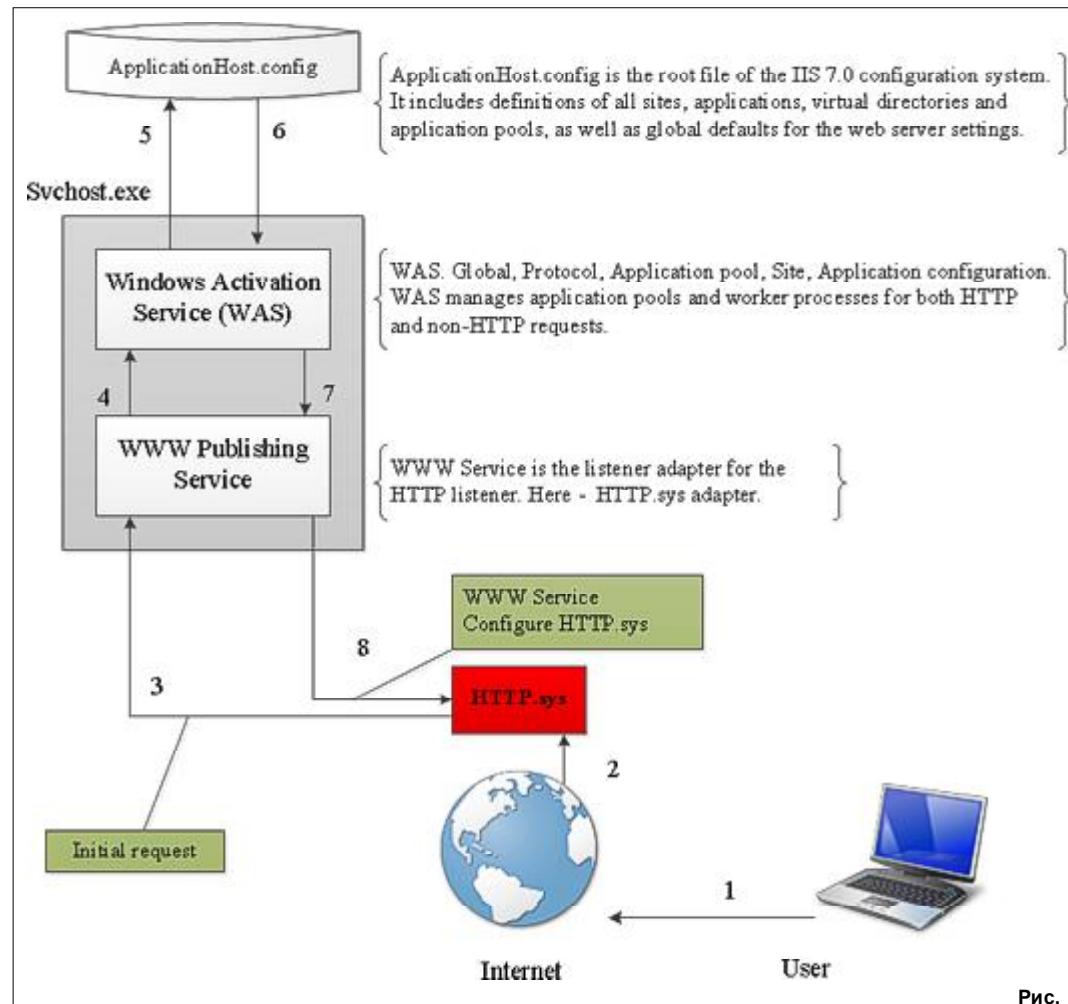 ApplicationHost.config
ApplicationHost.config is the root file of the IIS 7.0 configuration system.
It includes definitions of all sites, applications, virtual directories and
application pools, as well as global defaults for the web server settings.
5
6
Svchost.exe
Windows Activation
Service (WAS)
WAS. Global, Protocol, Application pool, Site, Application configuration.
WAS manages application pools and worker processes for both HTTP
and non-HTTP requests.
4
7
WWW Publishing
Service
WWW Service is the listener adapter for the
HTTP listener. Here - HTTP.sys adapter.
WWW Service
Configure HTTP.sys
8
3
HTTP.sys
2
Initial request
1
Internet
User
Рис.